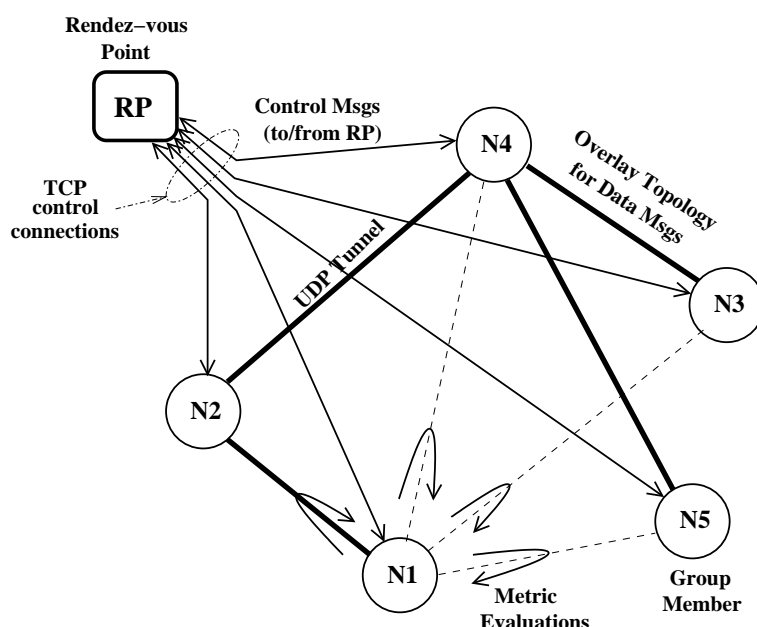 Rendez−vous
Point
RP
Control Msgs
(to/from RP)
N4
Overlay Topology
for Data Msgs
TCP
control
connections
UDP Tunnel
N3
N2
N5
N1
Group
Member
Metric
Evaluations